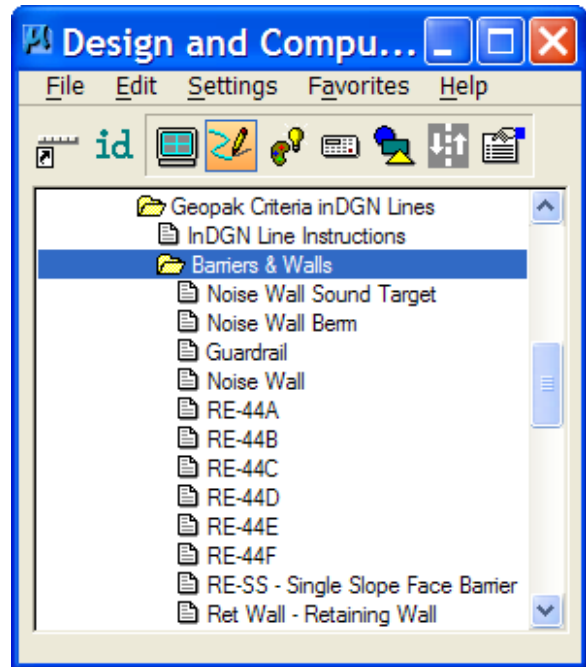 Design and Compu...
File Edit Settings Favorites Help
id
Geopak Criteria inDGN Lines
InDGN Line Instructions
Barriers & Walls
Noise Wall Sound Target
Noise Wall Berm
Guardrail
Noise Wall
RE-44A
RE-44B
RE-44C
RE-44D
RE-44E
RE-44F
RE-SS - Single Slope Face Barrier
Ret Wall - Retaining Wall